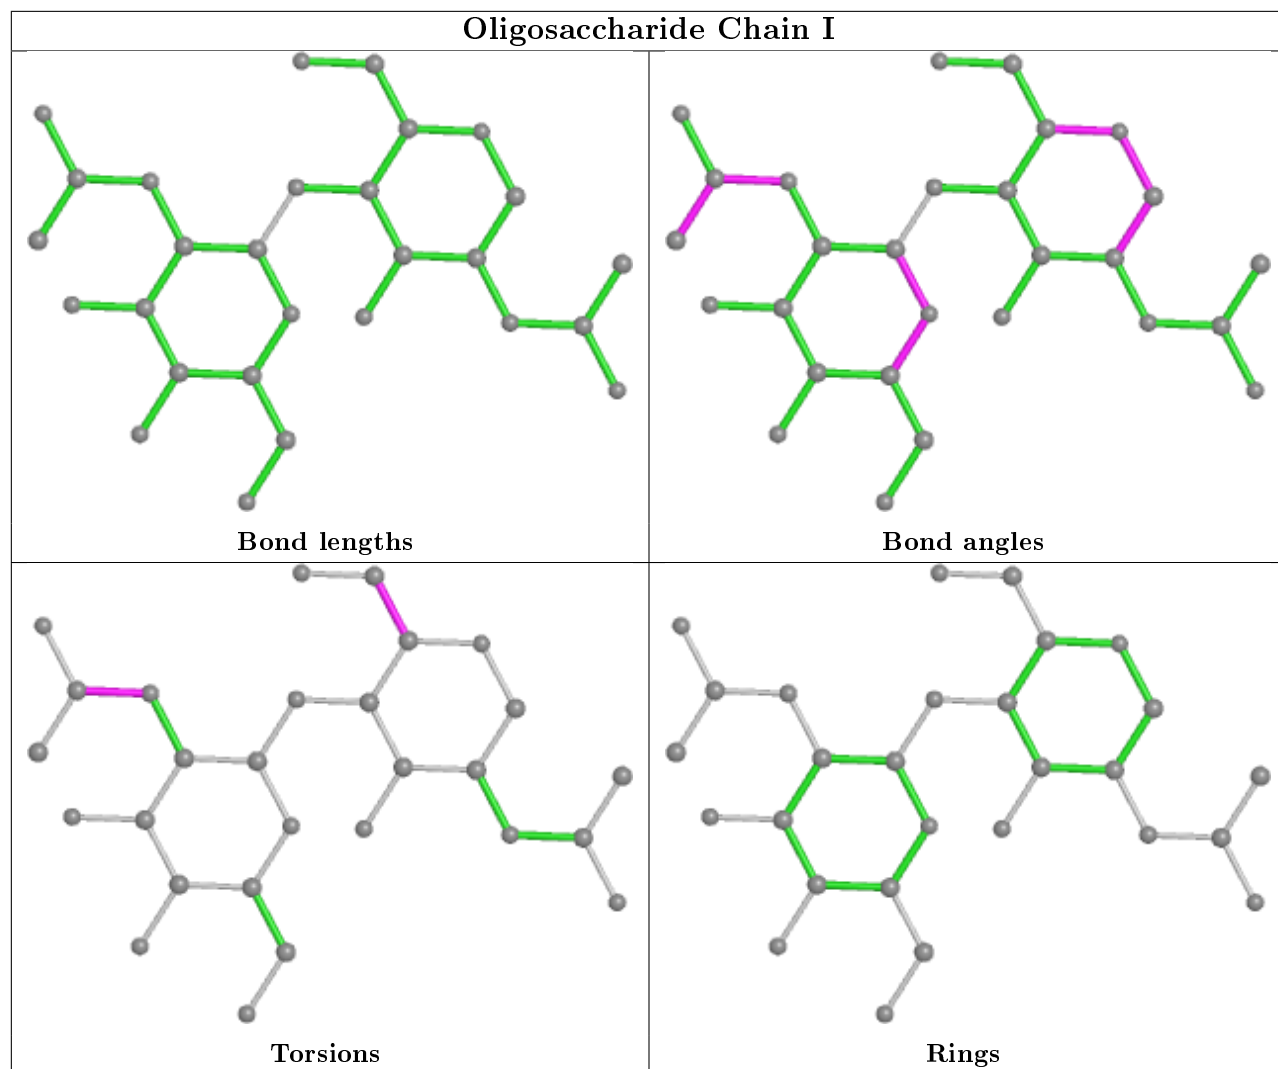 Oligosaccharide Chain I
Bond lengths
Bond angles
Torsions
Rings